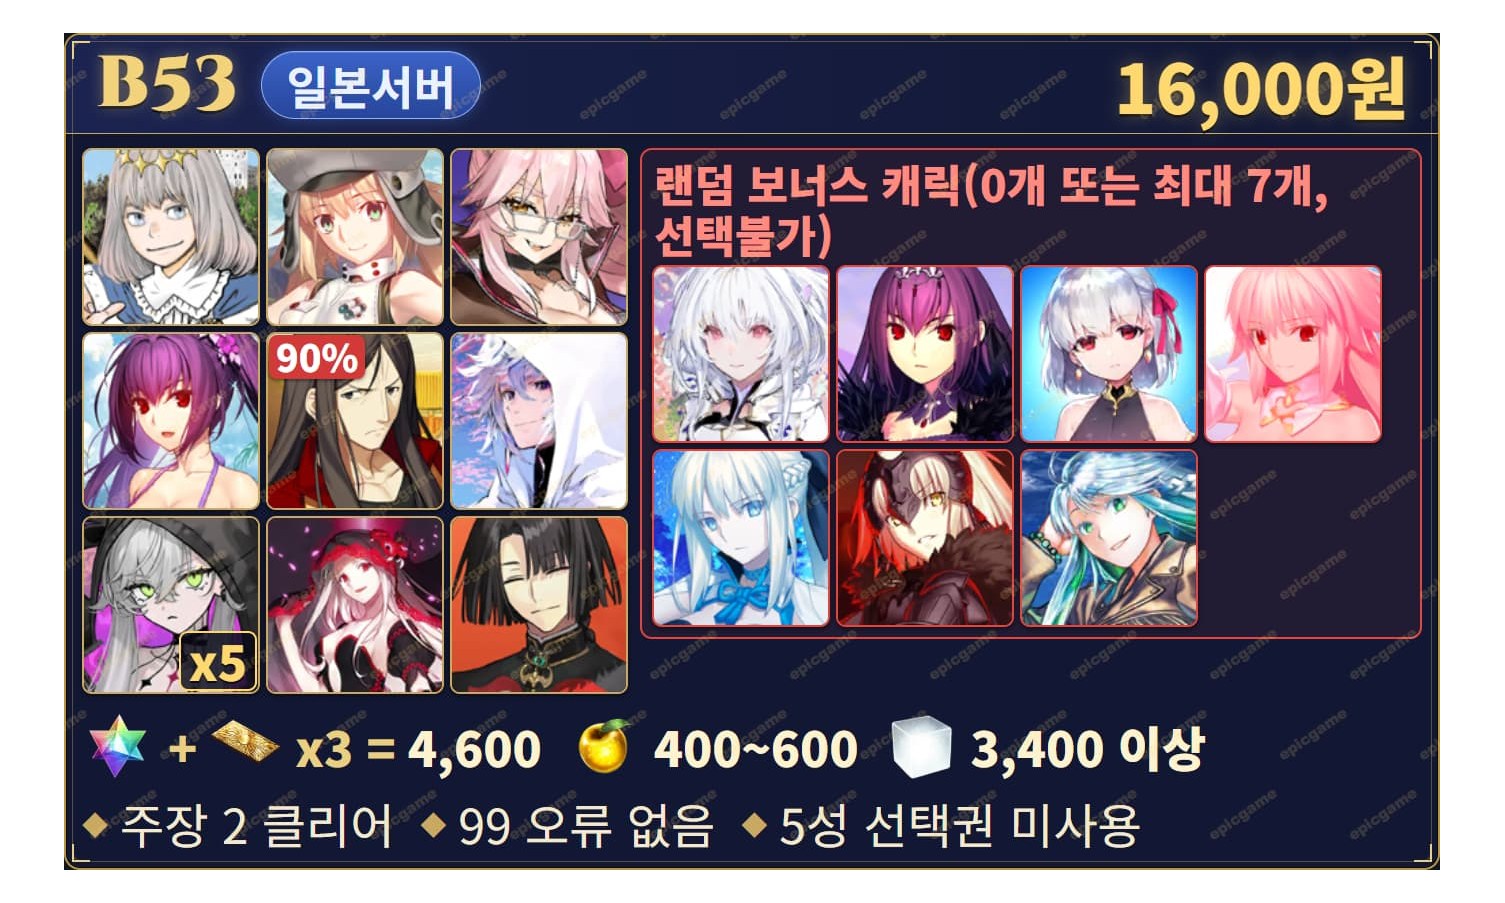 B53 일본서버 16,000원
랜덤 보너스 캐릭(0개 또는 최대 7개,
선택불가)
90%
x5
+ x3 = 4,600 400~600 3,400 이상
◆ 주장 2 클리어 ◆ 99 오류 없음 ◆ 5성 선택권 미사용
epicgame